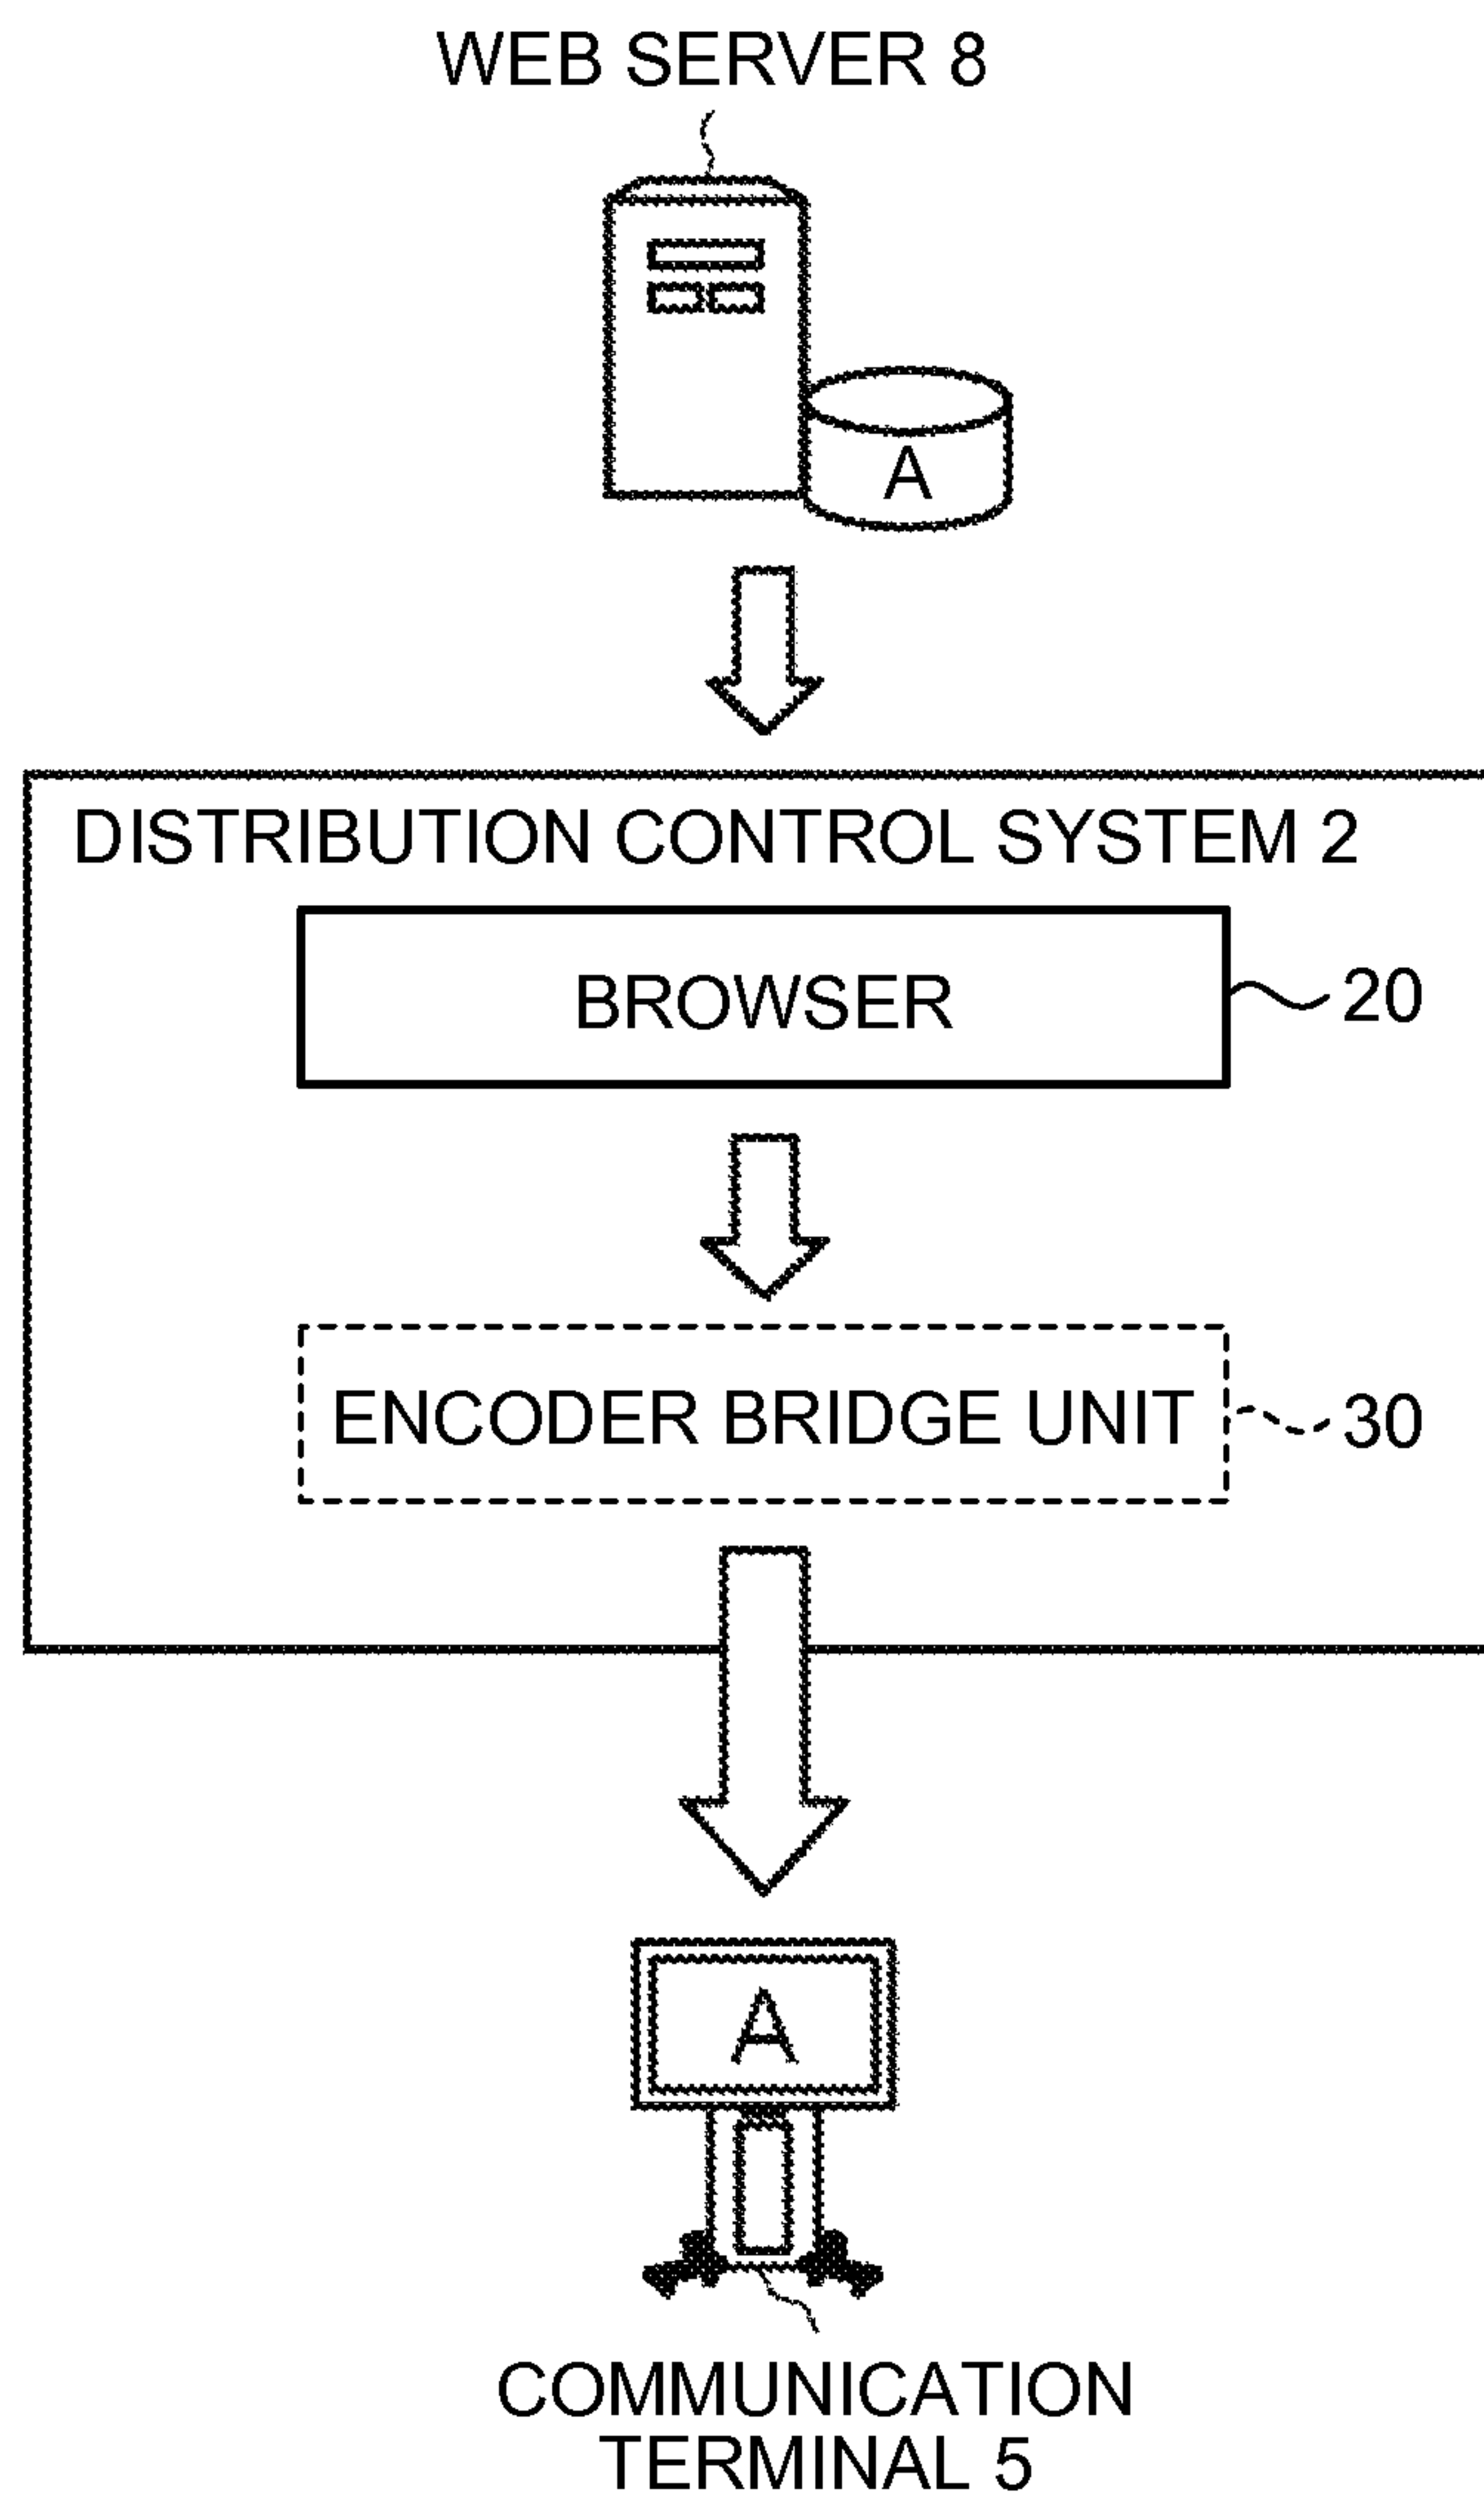 WEB SERVER 8
A
DISTRIBUTION CONTROL SYSTEM 2
BROWSER
20
ENCODER BRIDGE UNIT
30
A
COMMUNICATION
TERMINAL 5